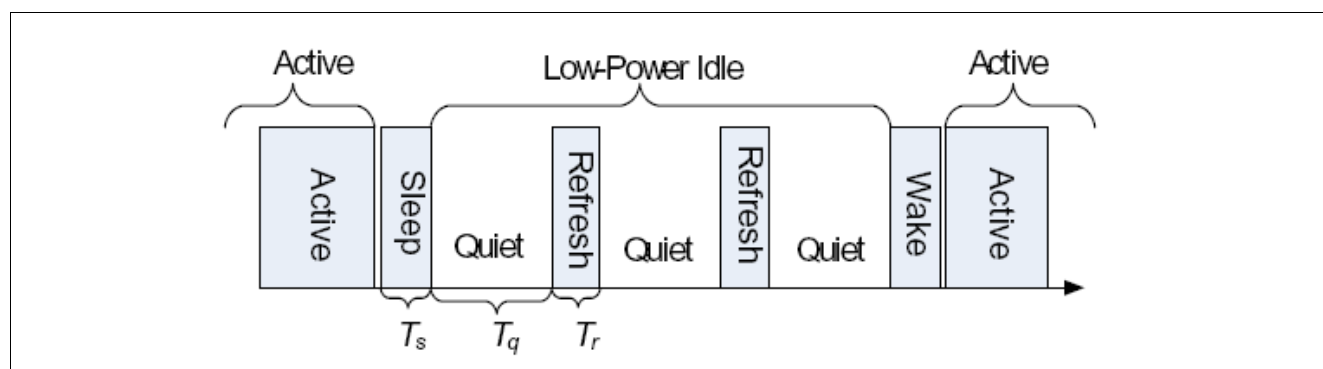 Active Low-Power Idle Active
Active Sleep Quiet Refresh Quiet Refresh Quiet Wake Active
Ts Tq Tr